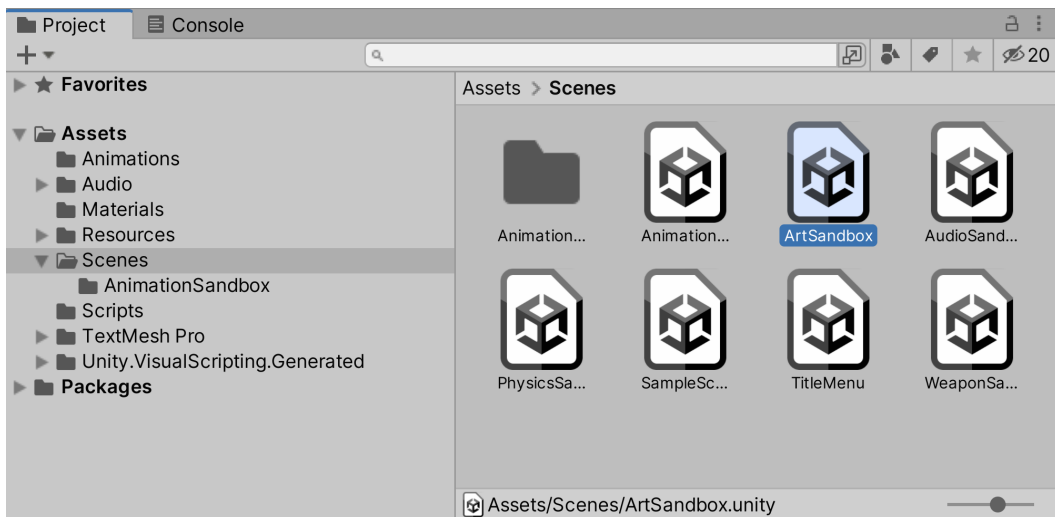 Project
Console
20
Favorites
Assets
Animations
Audio
Materials
Resources
Scenes
AnimationSandbox
Scripts
TextMesh Pro
Unity.VisualScripting.Generated
Packages
Assets > Scenes
Animation...
Animation...
ArtSandbox
AudioSand...
PhysicsSa...
SampleSc...
TitleMenu
WeaponSa...
Assets/Scenes/ArtSandbox.unity